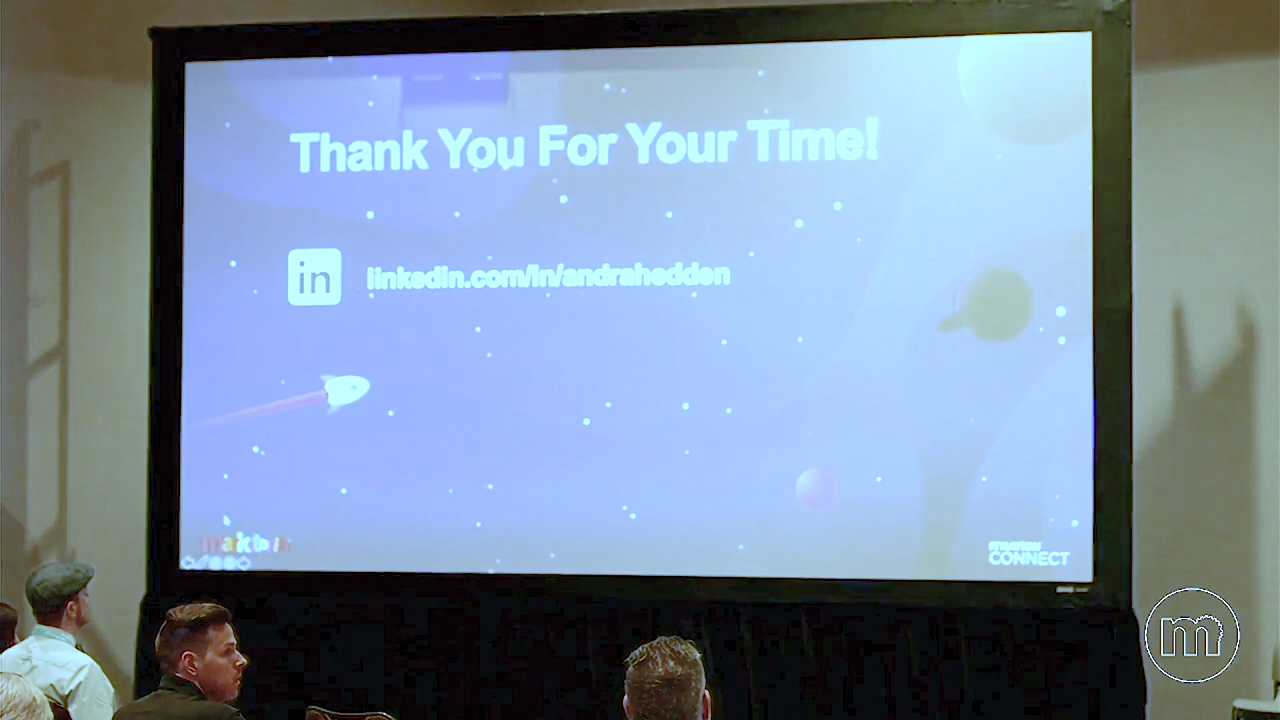 Thank You For Your Time!
in
linkedin.com/in/andrahedden
CONNECT
m